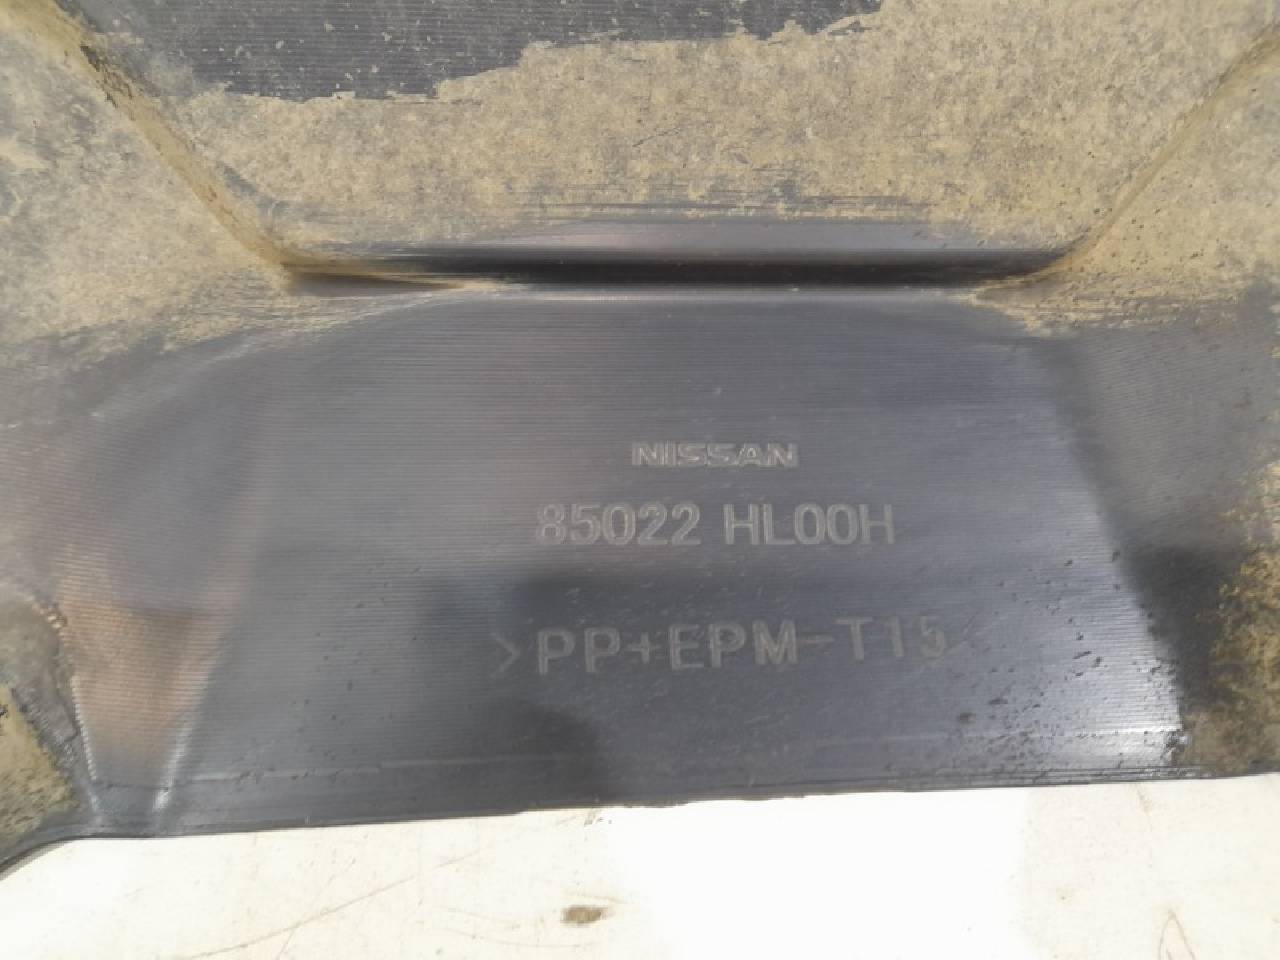 NISSAN
85022 HL00H
>PP+EPM-T15